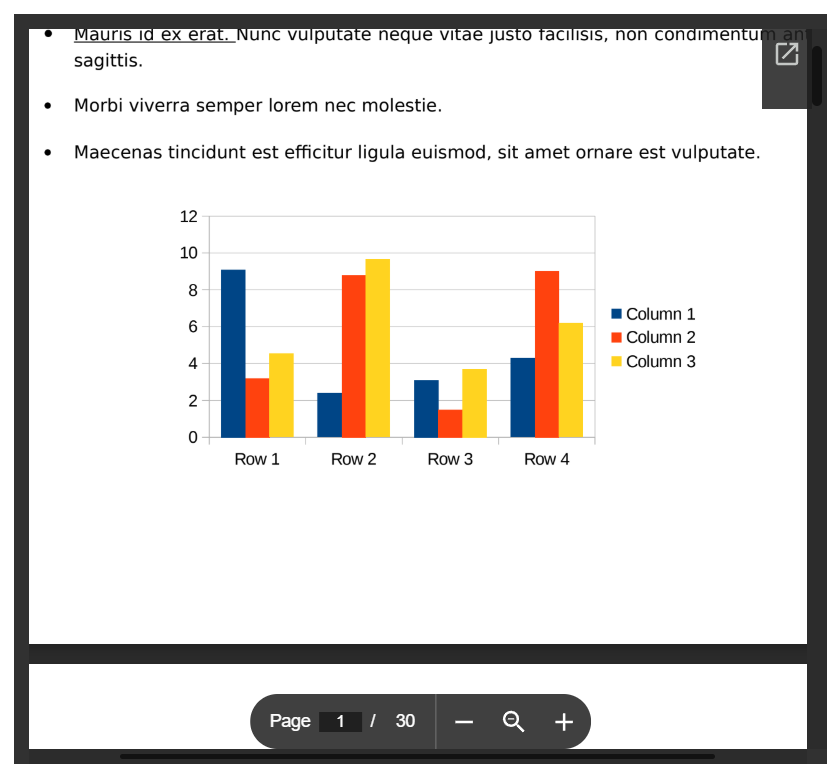 • Mauris id ex erat. Nunc vulputate neque vitae justo facilisis, non condimentum ant
sagittis.
• Morbi viverra semper lorem nec molestie.
• Maecenas tincidunt est efficitur ligula euismod, sit amet ornare est vulputate.
12
10
8
6
4
2
0
Row 1 Row 2 Row 3 Row 4
Column 1
Column 2
Column 3
Page 1 / 30